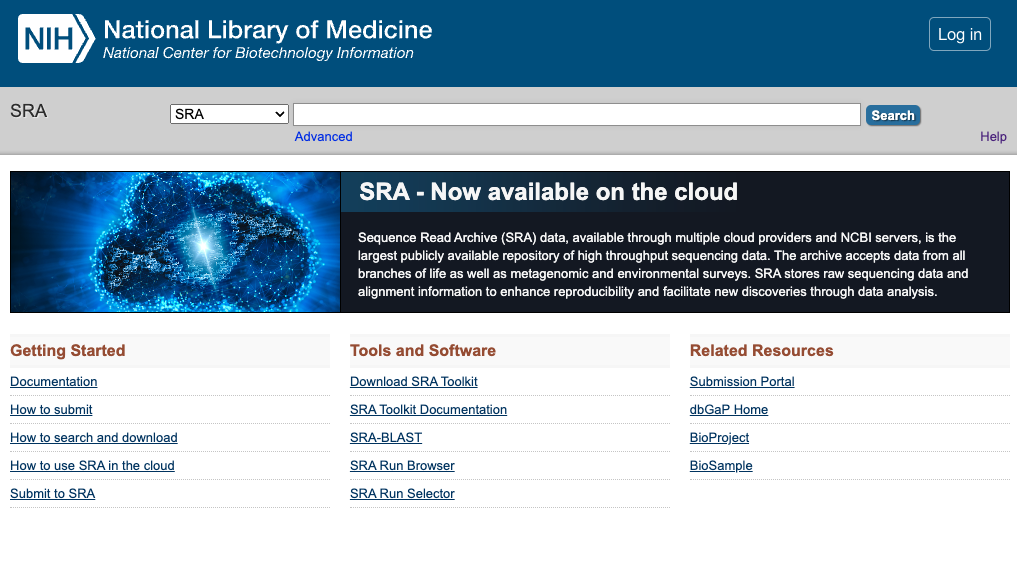 NIH National Library of Medicine
National Center for Biotechnology Information
Log in
SRA
SRA
Search
Advanced
Help
SRA - Now available on the cloud
Sequence Read Archive (SRA) data, available through multiple cloud providers and NCBI servers, is the
largest publicly available repository of high throughput sequencing data. The archive accepts data from all
branches of life as well as metagenomic and environmental surveys. SRA stores raw sequencing data and
alignment information to enhance reproducibility and facilitate new discoveries through data analysis.
Getting Started
Documentation
How to submit
How to search and download
How to use SRA in the cloud
Submit to SRA
Tools and Software
Download SRA Toolkit
SRA Toolkit Documentation
SRA-BLAST
SRA Run Browser
SRA Run Selector
Related Resources
Submission Portal
dbGaP Home
BioProject
BioSample